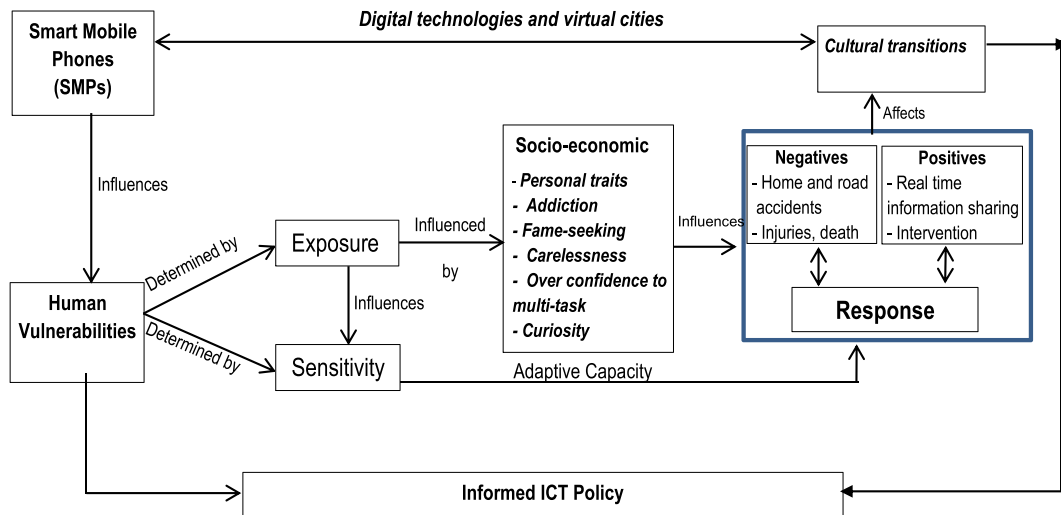 Digital technologies and virtual cities
Smart Mobile
Phones
(SMPs)
Cultural transitions
Affects
Influences
Socio-economic
- Personal traits
- Addiction
- Fame-seeking
- Carelessness
- Over confidence to
multi-task
- Curiosity
Negatives
- Home and road
accidents
- Injuries, death
Positives
- Real time
information sharing
- Intervention
Influences
Response
Determined by
Exposure
Influenced
by
Influences
Human
Vulnerabilities
Determined by
Sensitivity
Adaptive Capacity
Informed ICT Policy